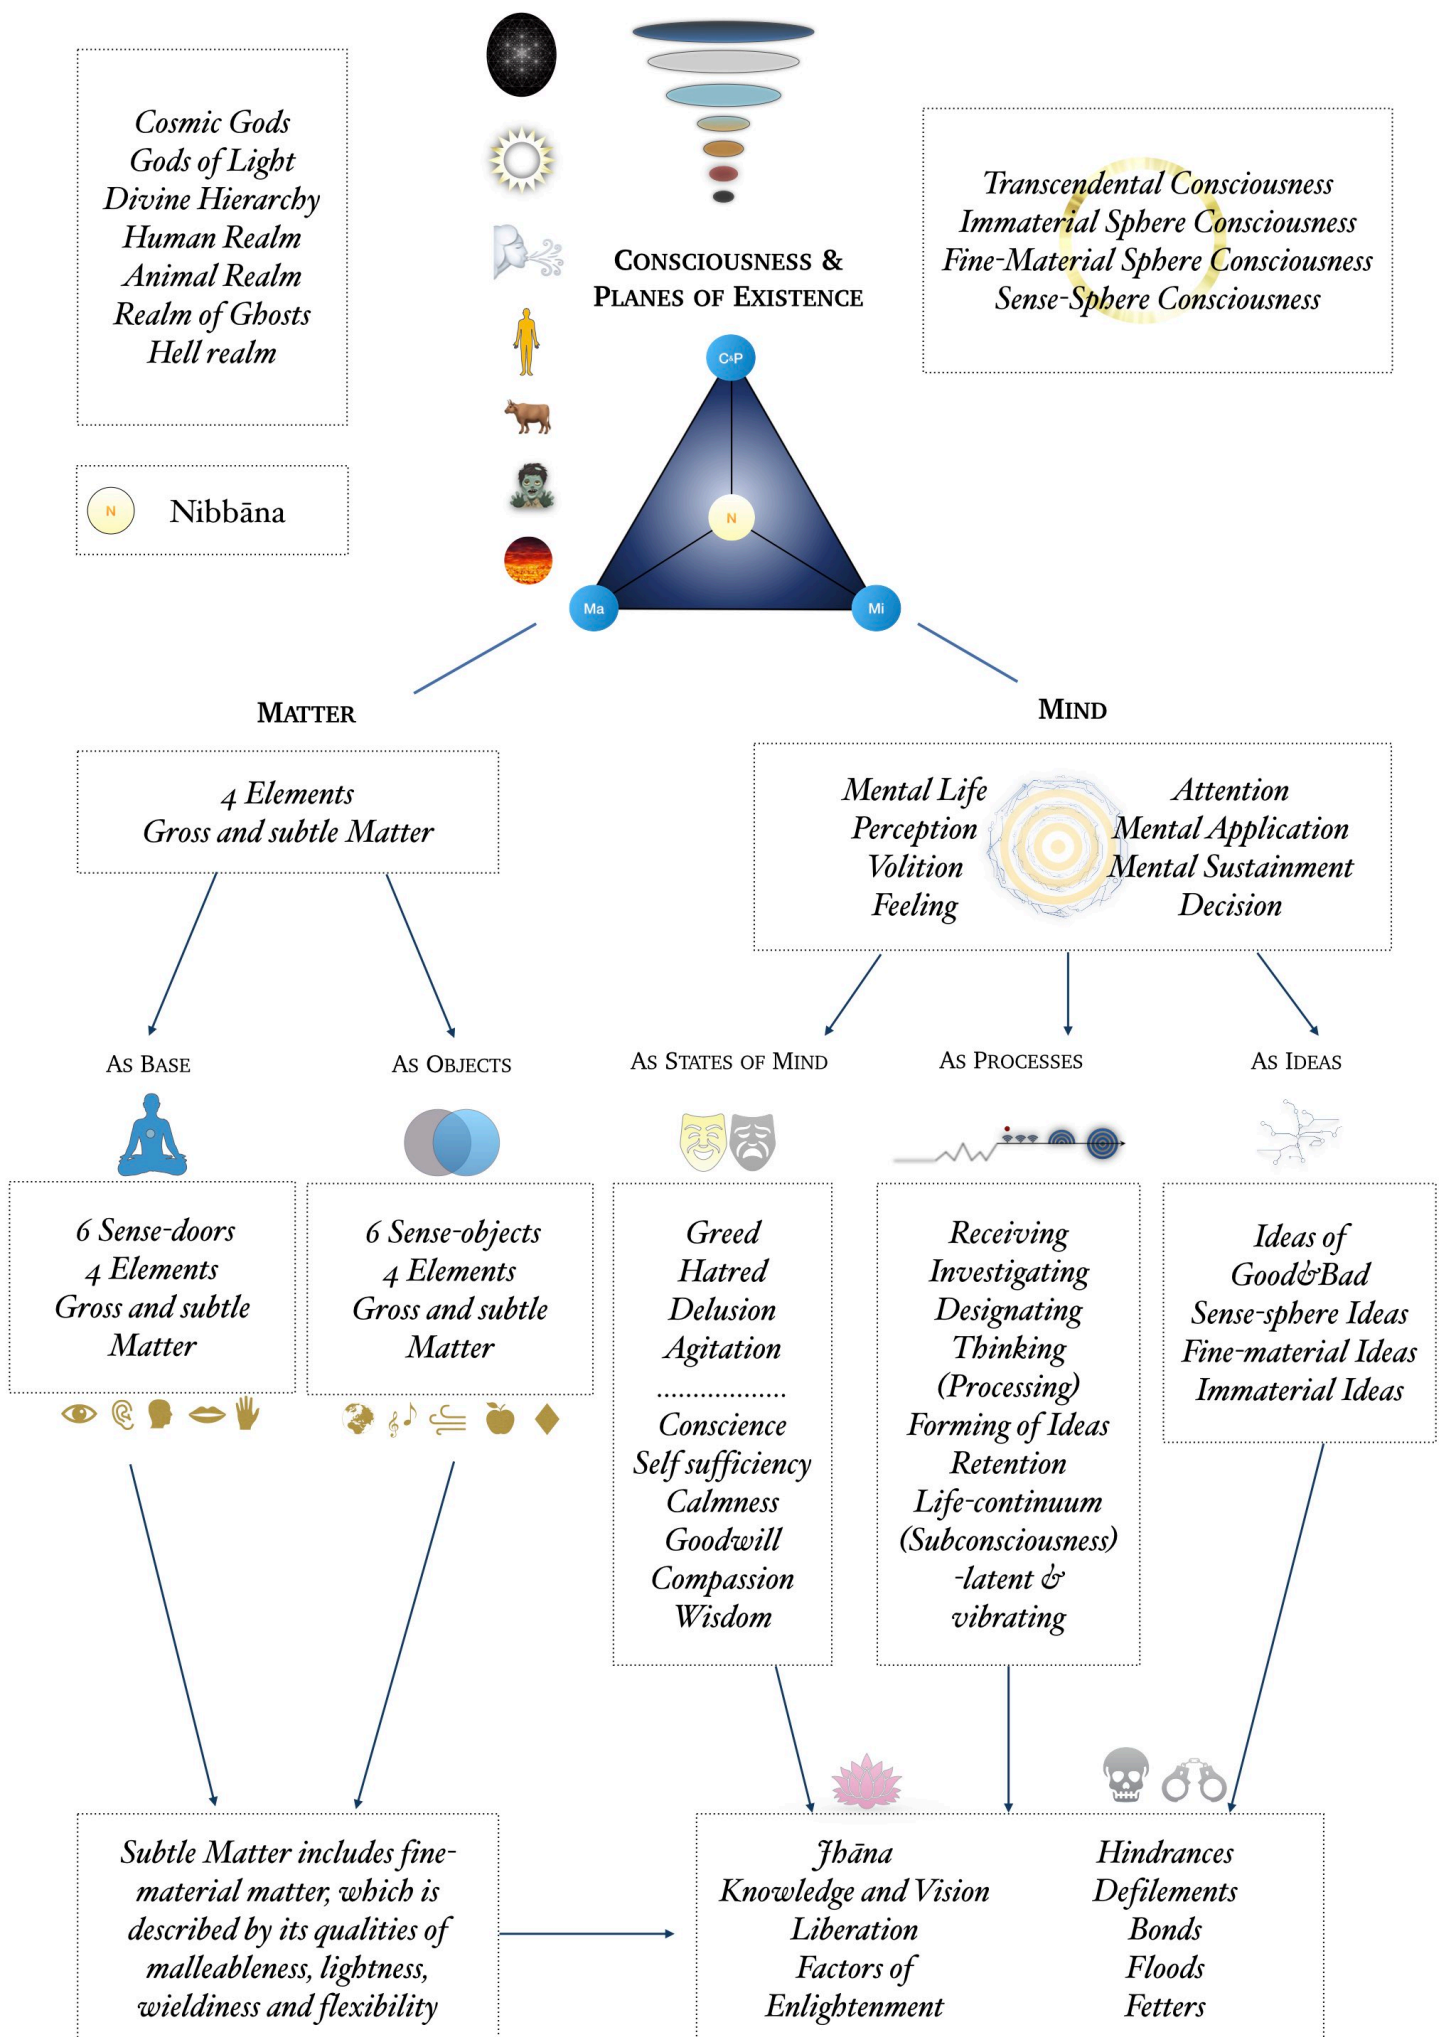 Cosmic Gods
Gods of Light
Divine Hierarchy
Human Realm
Animal Realm
Realm of Ghosts
Hell realm
N
Nibbāna
CONSCIOUSNESS &
PLANES OF EXISTENCE
Transcendental Consciousness
Immaterial Sphere Consciousness
Fine-Material Sphere Consciousness
Sense-Sphere Consciousness
C&P
N
Ma
Mi
MATTER
4 Elements
Gross and subtle Matter
MIND
Mental Life
Perception
Volition
Feeling
Attention
Mental Application
Mental Sustainment
Decision
AS BASE
6 Sense-doors
4 Elements
Gross and subtle
Matter
AS OBJECTS
6 Sense-objects
4 Elements
Gross and subtle
Matter
AS STATES OF MIND
Greed
Hatred
Delusion
Agitation
..................
Conscience
Self sufficiency
Calmness
Goodwill
Compassion
Wisdom
AS PROCESSES
Receiving
Investigating
Designating
Thinking
(Processing)
Forming of Ideas
Retention
Life-continuum
(Subconsciousness)
-latent &
vibrating
AS IDEAS
Ideas of
Good&Bad
Sense-sphere Ideas
Fine-material Ideas
Immaterial Ideas
Subtle Matter includes fine-
material matter, which is
described by its qualities of
malleableness, lightness,
wieldiness and flexibility
Jhāna
Knowledge and Vision
Liberation
Factors of
Enlightenment
Hindrances
Defilements
Bonds
Floods
Fetters